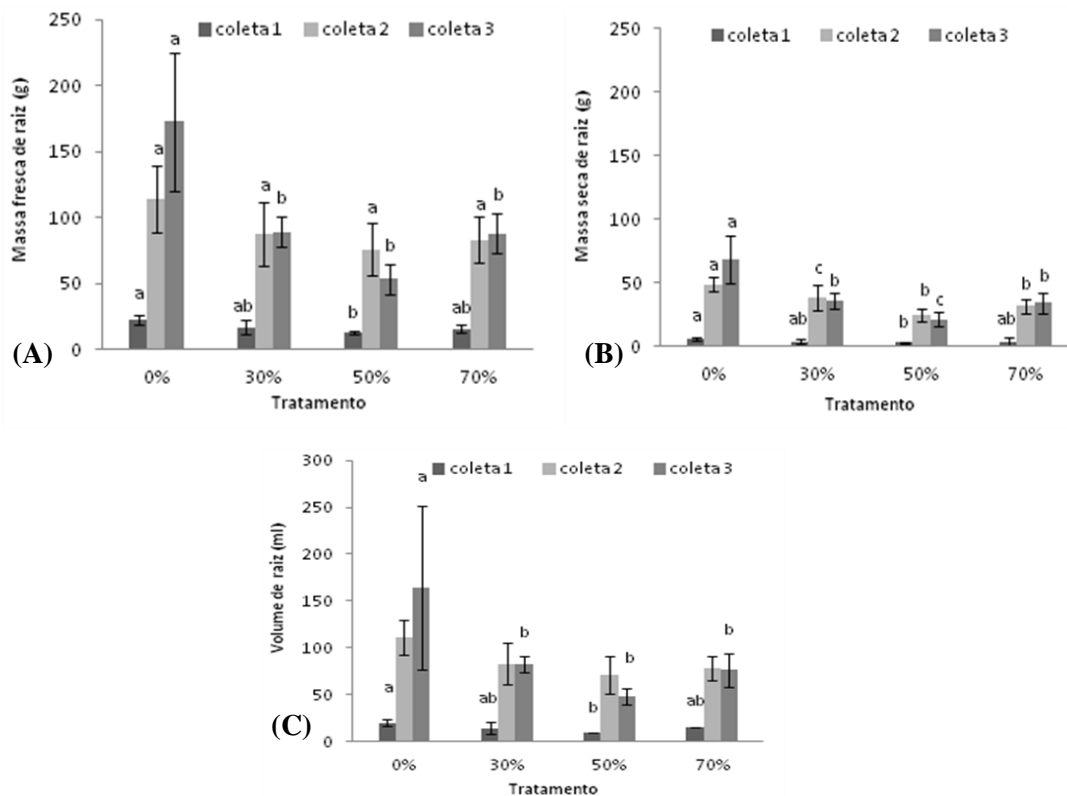 coleta 1 coleta 2 coleta 3
Massa fresca de raiz (g)
250
200
150
100
50
0
a a a
ab a b
b a b
ab a b
0% 30% 50% 70%
Tratamento
(A)
coleta 1 coleta 2 coleta 3
Massa seca de raiz (g)
250
200
150
100
50
0
a a a
ab c b
b b c
ab b b
0% 30% 50% 70%
Tratamento
(B)
coleta 1 coleta 2 coleta 3
Volume de raiz (ml)
300
250
200
150
100
50
0
a a
ab b
b b
ab b
0% 30% 50% 70%
Tratamento
(C)